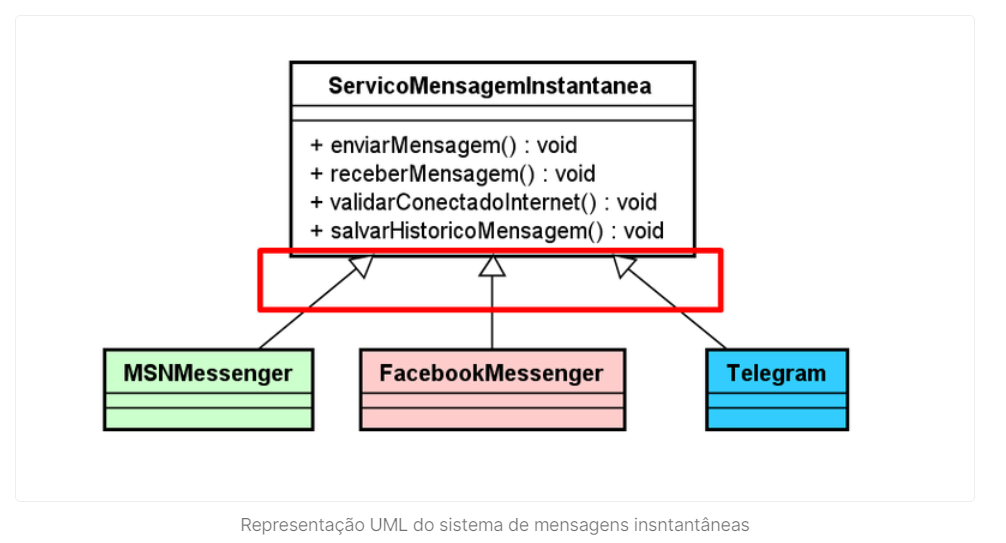 ServicoMensagemInstantanea
+ enviarMensagem() : void
+ receberMensagem() : void
+ validarConectadoInternet() : void
+ salvarHistoricoMensagem() : void
MSNMessenger
FacebookMessenger
Telegram
Representação UML do sistema de mensagens insntantâneas